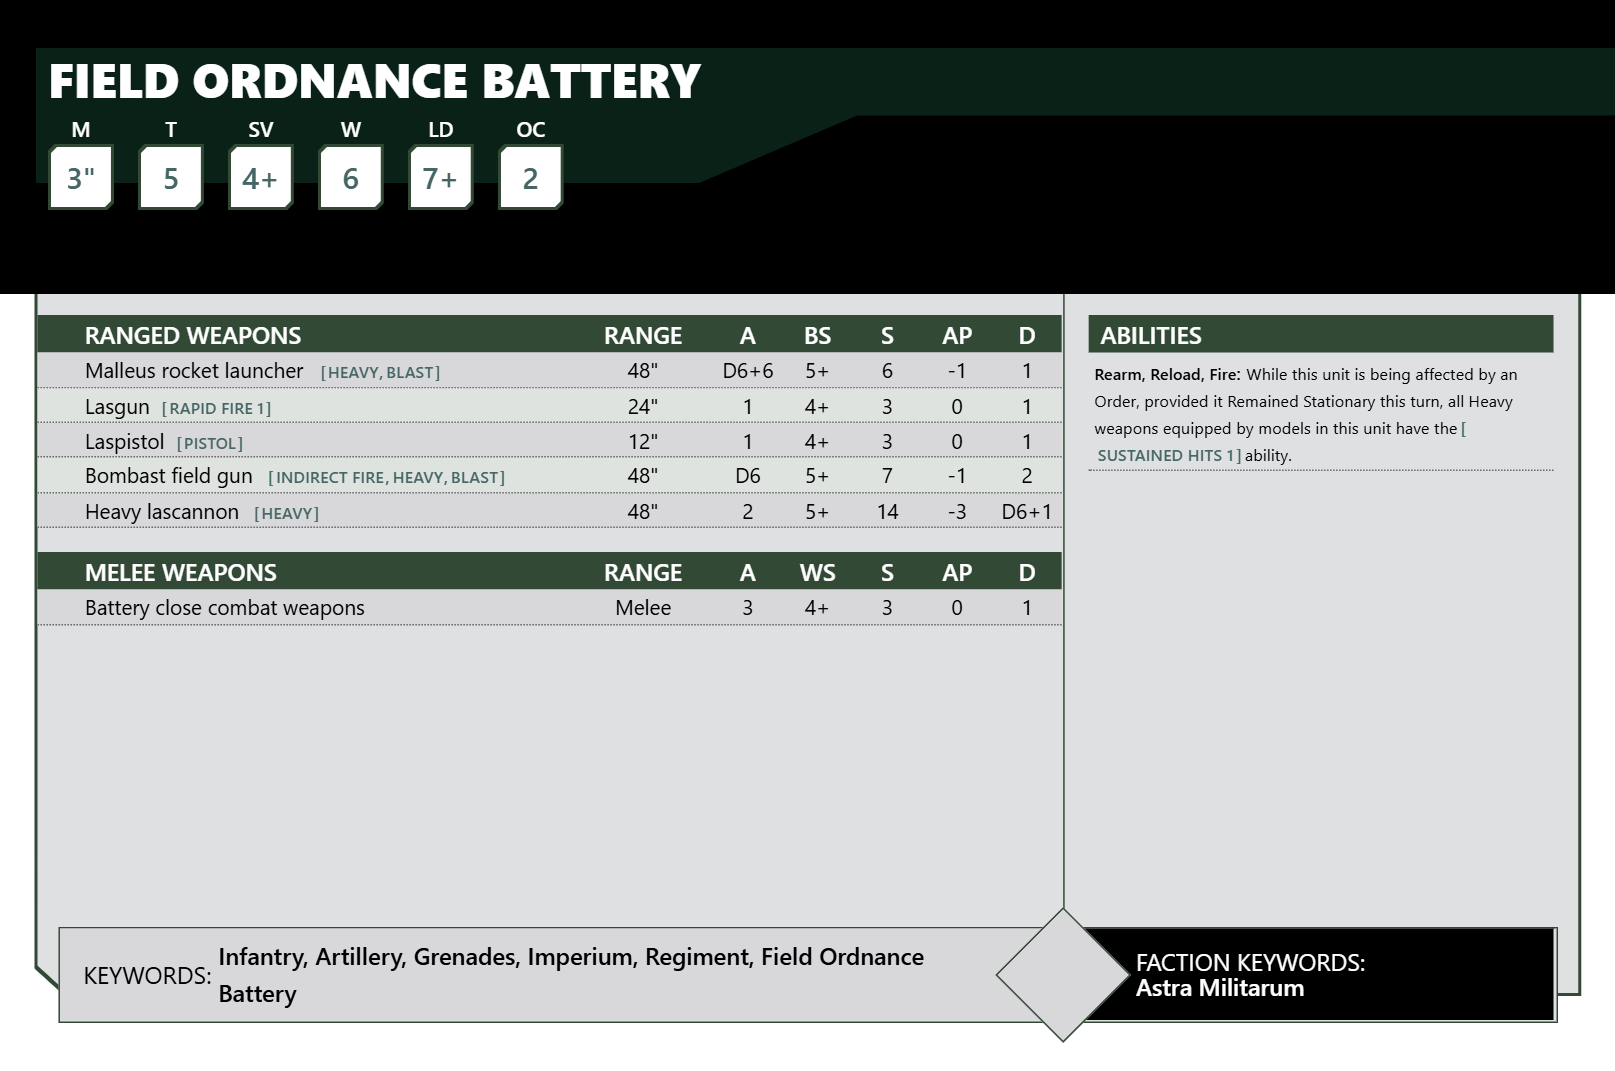 FIELD ORDNANCE BATTERY
M T SV W LD OC
3" 5 4+ 6 7+ 2
RANGED WEAPONS RANGE A BS S AP D
Malleus rocket launcher [HEAVY, BLAST] 48" D6+6 5+ 6 -1 1
Lasgun [RAPID FIRE 1] 24" 1 4+ 3 0 1
Laspistol [PISTOL] 12" 1 4+ 3 0 1
Bombast field gun [INDIRECT FIRE, HEAVY, BLAST] 48" D6 5+ 7 -1 2
Heavy lascannon [HEAVY] 48" 2 5+ 14 -3 D6+1
MELEE WEAPONS RANGE A WS S AP D
Battery close combat weapons Melee 3 4+ 3 0 1
ABILITIES
Rearm, Reload, Fire: While this unit is being affected by an
Order, provided it Remained Stationary this turn, all Heavy
weapons equipped by models in this unit have the [
SUSTAINED HITS 1] ability.
KEYWORDS:
Infantry, Artillery, Grenades, Imperium, Regiment, Field Ordnance
Battery
FACTION KEYWORDS:
Astra Militarum